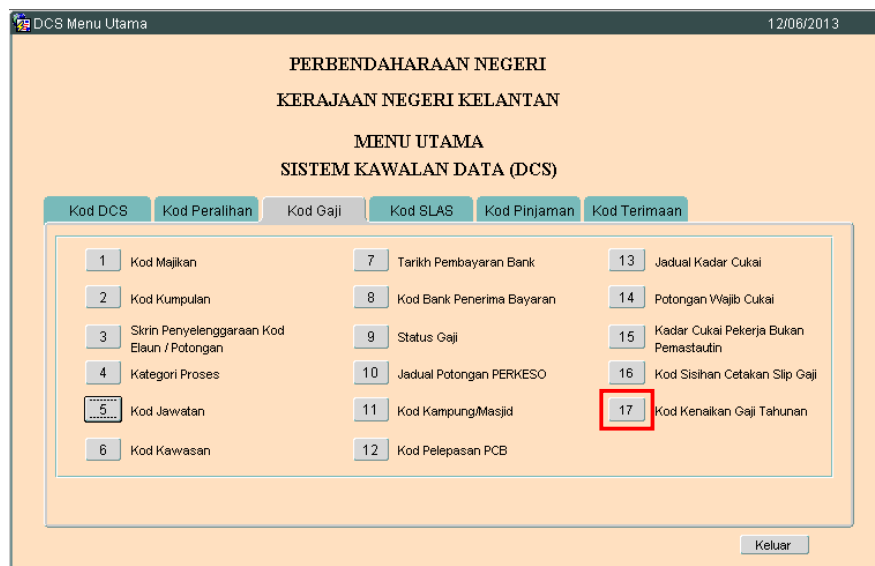 DCS Menu Utama 12/06/2013
PERBENDAHARAAN NEGERI
KERAJAAN NEGERI KELANTAN
MENU UTAMA
SISTEM KAWALAN DATA (DCS)
Kod DCS Kod Peralihan Kod Gaji Kod SLAS Kod Pinjaman Kod Terimaan
1 Kod Majikan
2 Kod Kumpulan
3 Skrin Penyelenggaraan Kod
Elaun / Potongan
4 Kategori Proses
5 Kod Jawatan
6 Kod Kawasan
7 Tarikh Pembayaran Bank
8 Kod Bank Penerima Bayaran
9 Status Gaji
10 Jadual Potongan PERKESO
11 Kod Kampung/Masjid
12 Kod Pelepasan PCB
13 Jadual Kadar Cukai
14 Potongan Wajib Cukai
15 Kadar Cukai Pekerja Bukan
Pemastautin
16 Kod Sisihan Cetakan Slip Gaji
17 Kod Kenaikan Gaji Tahunan
Keluar